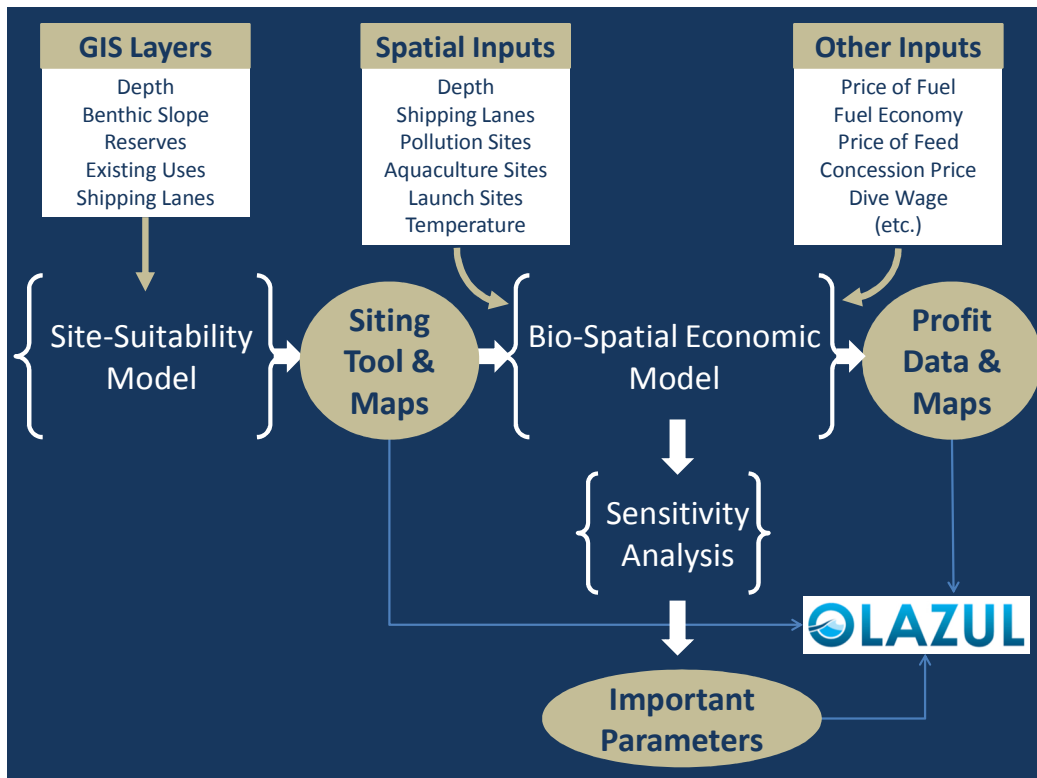 GIS Layers
Depth
Benthic Slope
Reserves
Existing Uses
Shipping Lanes
Spatial Inputs
Depth
Shipping Lanes
Pollution Sites
Aquaculture Sites
Launch Sites
Temperature
Other Inputs
Price of Fuel
Fuel Economy
Price of Feed
Concession Price
Dive Wage
(etc.)
Site-Suitability
Model
Siting
Tool &
Maps
Bio-Spatial Economic
Model
Profit
Data &
Maps
Sensitivity
Analysis
OLAZUL
Important
Parameters